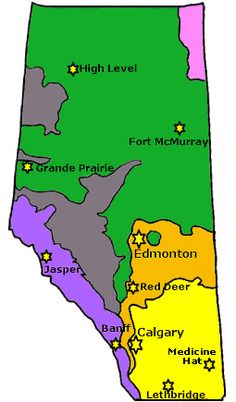 High Level
Fort McMurray
Grande Prairie
Edmonton
Jasper
Red Deer
Banff
Calgary
Medicine
Hat
Lethbridge